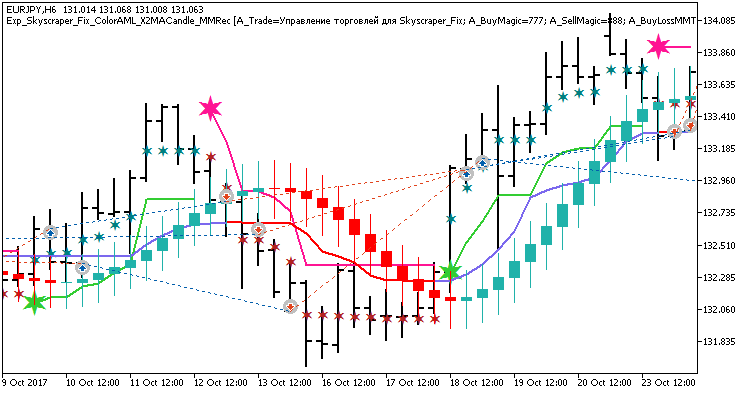 EURJPY,H6 131.014 131.068 131.008 131.063
Exp_Skyscraper_Fix_ColorAML_X2MACandle_MMRec [A_Trade=Управление торговлей для Skyscraper_Fix; A_BuyMagic=777; A_SellMagic=888; A_BuyLossMMT
134.085
133.860
133.635
133.410
133.185
132.960
132.735
132.510
132.285
132.060
131.835
9 Oct 2017
10 Oct 12:00
11 Oct 12:00
12 Oct 12:00
13 Oct 12:00
16 Oct 12:00
17 Oct 12:00
18 Oct 12:00
19 Oct 12:00
20 Oct 12:00
23 Oct 12:00